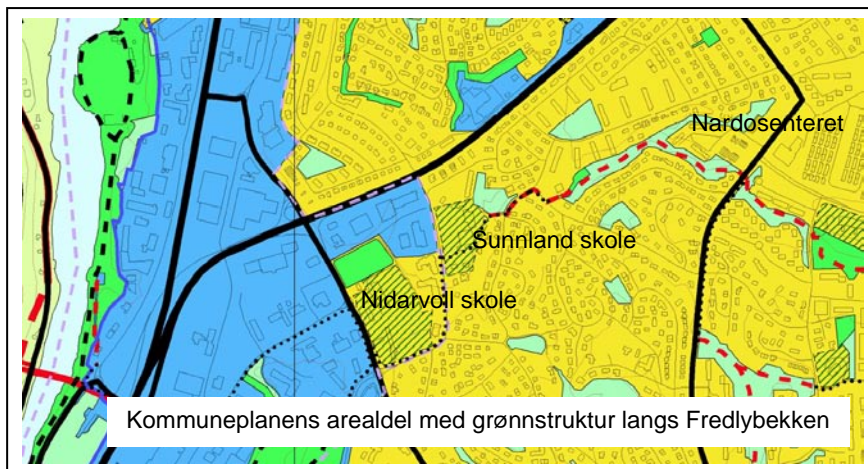 Nardosenteret
Sunnland skole
Nidarvoll skole
Kommuneplanens arealdel med grønnstruktur langs Fredlybekken